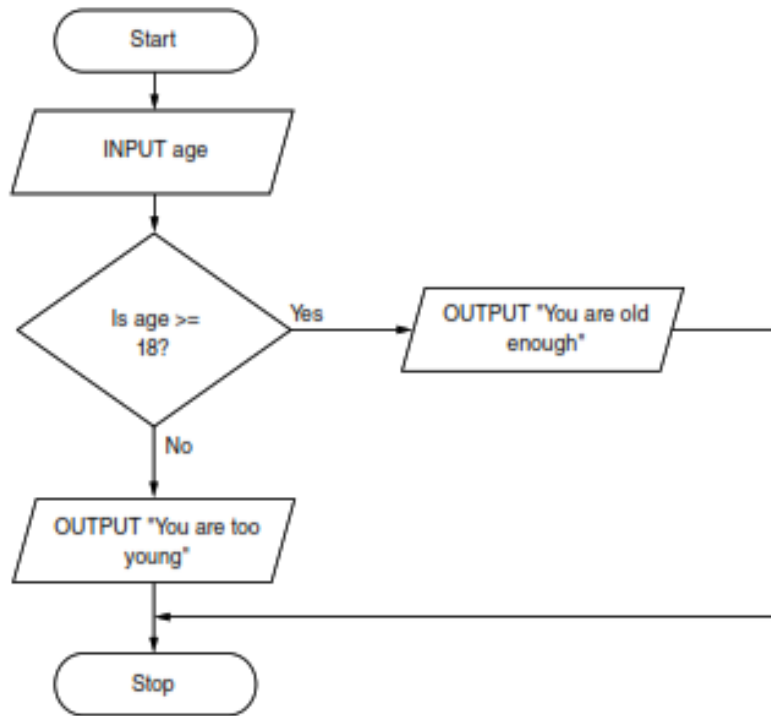 Start
INPUT age
Is age >=
18?
Yes
OUTPUT "You are old
enough"
No
OUTPUT "You are too
young"
Stop